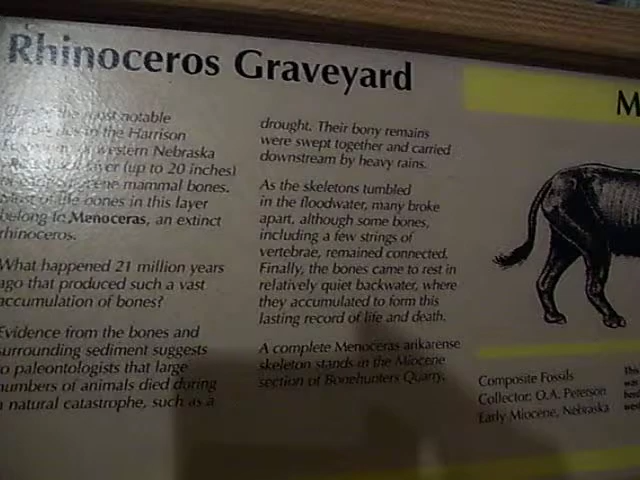 Rhinoceros Graveyard
most notable
in the Harrison
western Nebraska
(up to 20 inches)
mammal bones.
the bones in this layer
belong to Menoceras, an extinct
rhinoceros.
What happened 21 million years
ago that produced such a vast
accumulation of bones?
Evidence from the bones and
surrounding sediment suggests
to paleontologists that large
numbers of animals died during
a natural catastrophe, such as a
drought. Their bony remains
were swept together and carried
downstream by heavy rains.
As the skeletons tumbled
in the floodwater, many broke
apart, although some bones,
including a few strings of
vertebrae, remained connected.
Finally, the bones came to rest in
relatively quiet backwater, where
they accumulated to form this
lasting record of life and death.
A complete Menoceras arikarense
skeleton stands in the Miocene
section of Bonehunters Quarry.
M
Composite Fossils
Collector: O.A. Peterson
Early Miocene, Nebraska
This
was